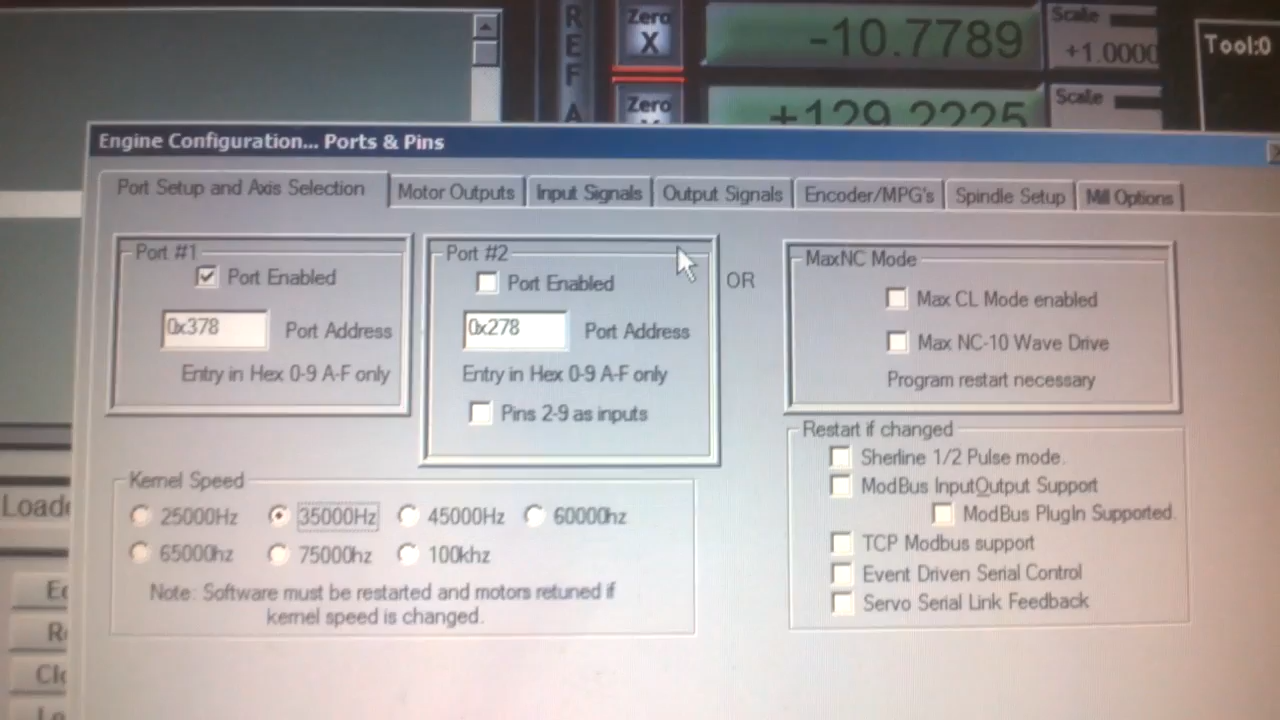 REF A
Zero X
-10.7789
Scale
+1.0000
Tool:0
Zero
+129.2225
Scale
Engine Configuration... Ports & Pins
Port Setup and Axis Selection
Motor Outputs
Input Signals
Output Signals
Encoder/MPG's
Spindle Setup
Mill Options
Port #1
Port Enabled
0x378
Port Address
Entry in Hex 0-9 A-F only
Port #2
Port Enabled
0x278
Port Address
Entry in Hex 0-9 A-F only
Pins 2-9 as inputs
OR
MaxNC Mode
Max CL Mode enabled
Max NC-10 Wave Drive
Program restart necessary
Restart if changed
Sherline 1/2 Pulse mode.
ModBus InputOutput Support
ModBus PlugIn Supported.
TCP Modbus support
Event Driven Serial Control
Servo Serial Link Feedback
Kernel Speed
25000Hz
35000Hz
45000Hz
60000hz
65000hz
75000hz
100khz
Note: Software must be restarted and motors retuned if
kernel speed is changed.